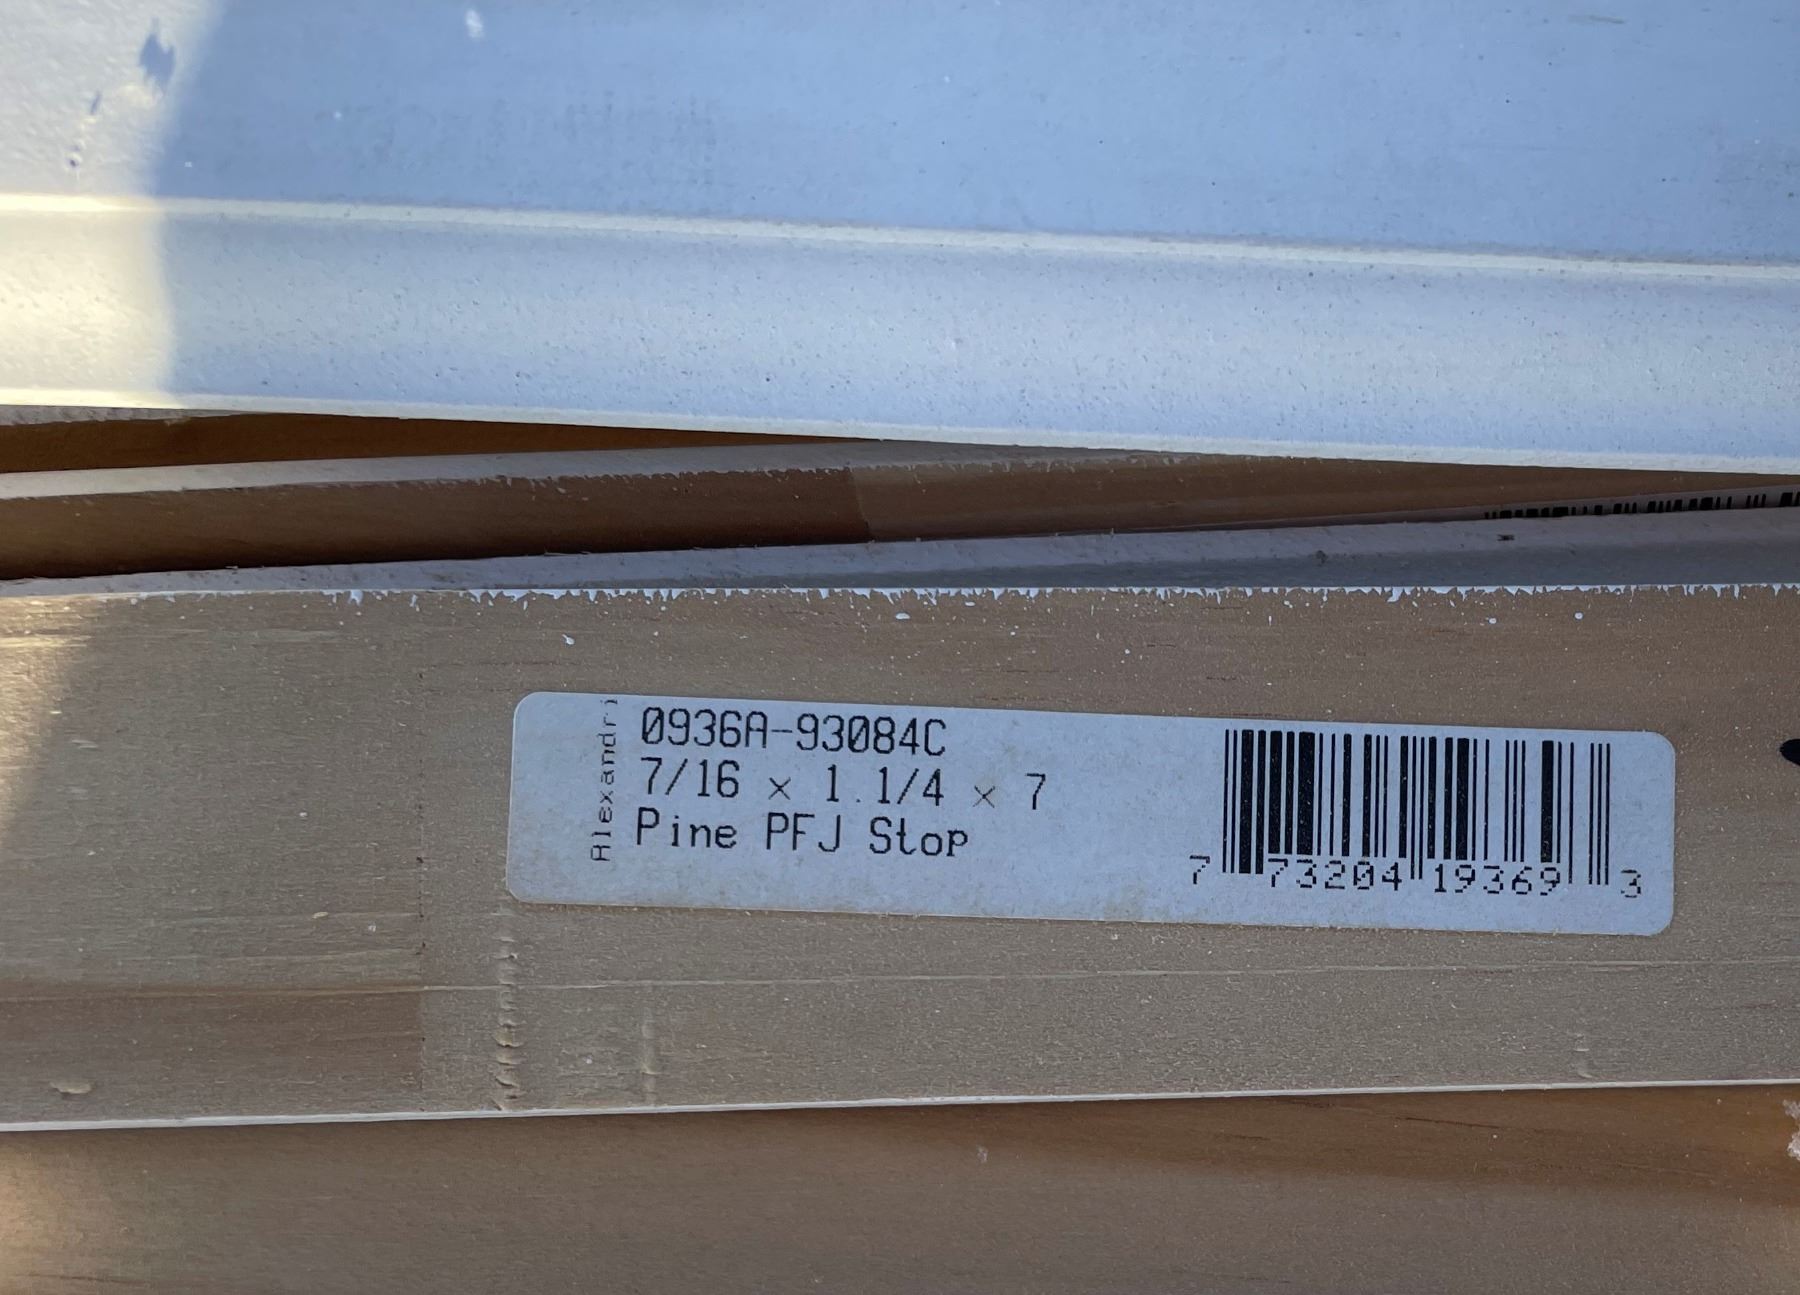 Alexandri
0936A-93084C
7/16 x 1.1/4 x 7
Pine PFJ Stop
7 73204 19369 3